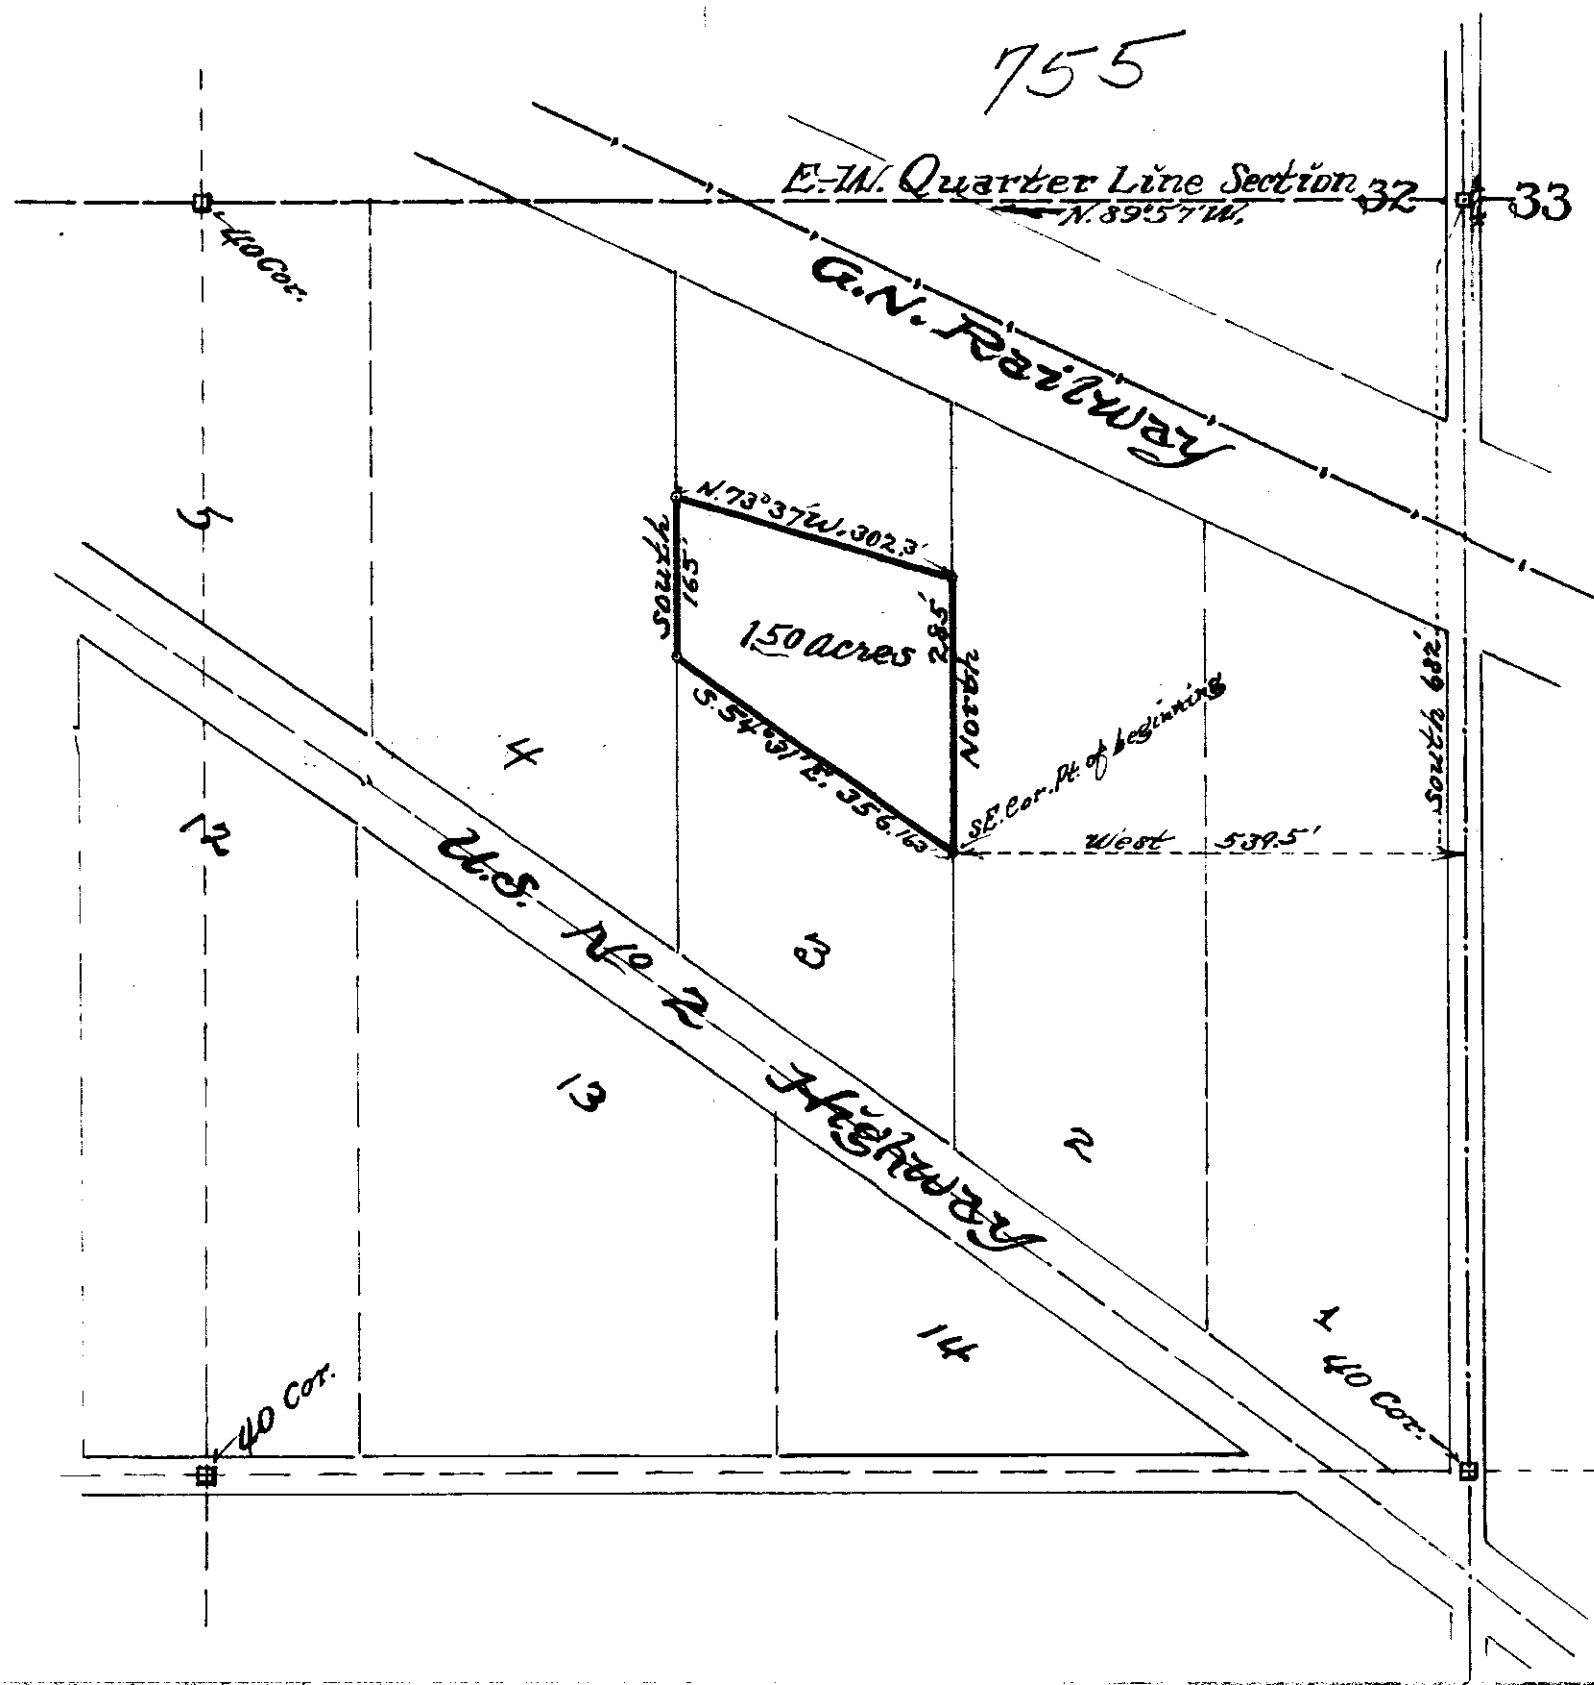 755
E-W. Quarter Line Section 32
33
N. 89°57'W.
40 Cor.
G.N. Railway
5
N. 73°37'W. 302.3'
South
165'
285'
North
1.50 acres
S. 54°31'E. 356.163'
SE. Cor. Pt. of beginning
South 682'
West 539.5'
4
12
U.S. No 2 Highway
3
13
2
14
1
40 Cor.
40 Cor.